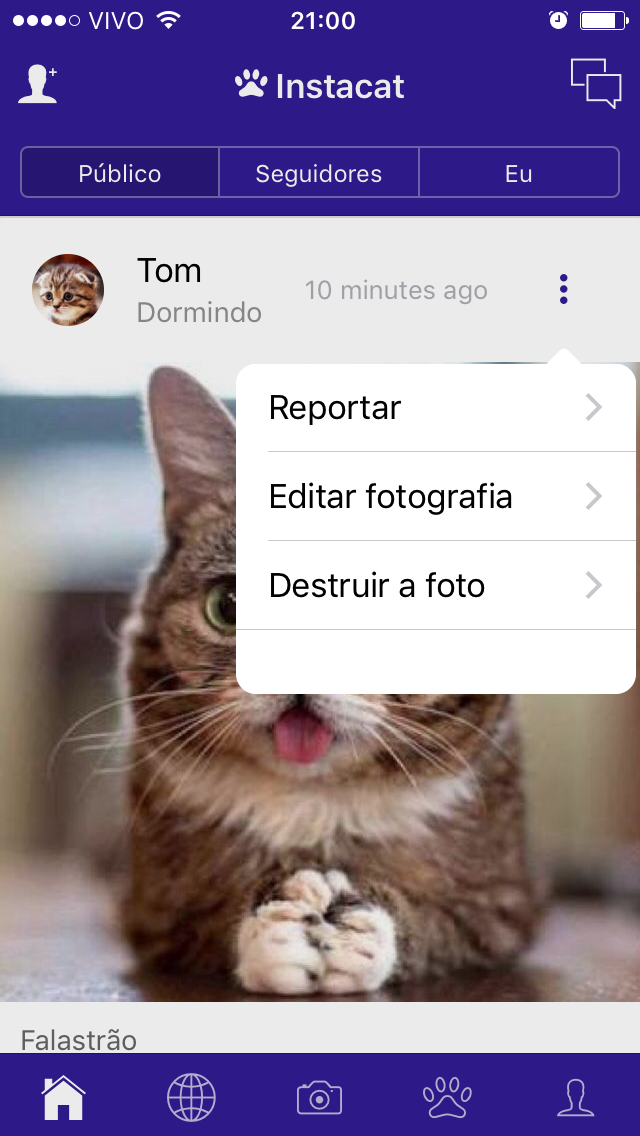 VIVO 21:00
Instacat
Público Seguidores Eu
Tom
Dormindo
10 minutes ago
Reportar
Editar fotografia
Destruir a foto
Falastrão